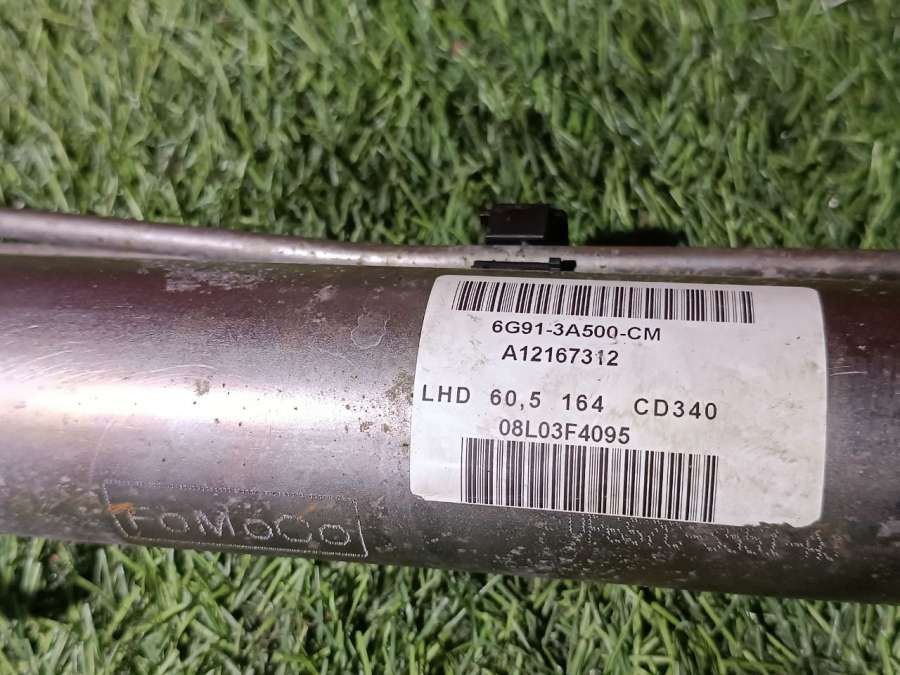 6G91-3A500-CM
A12167312
LHD 60,5 164 CD340
08L03F4095
FOMOCO